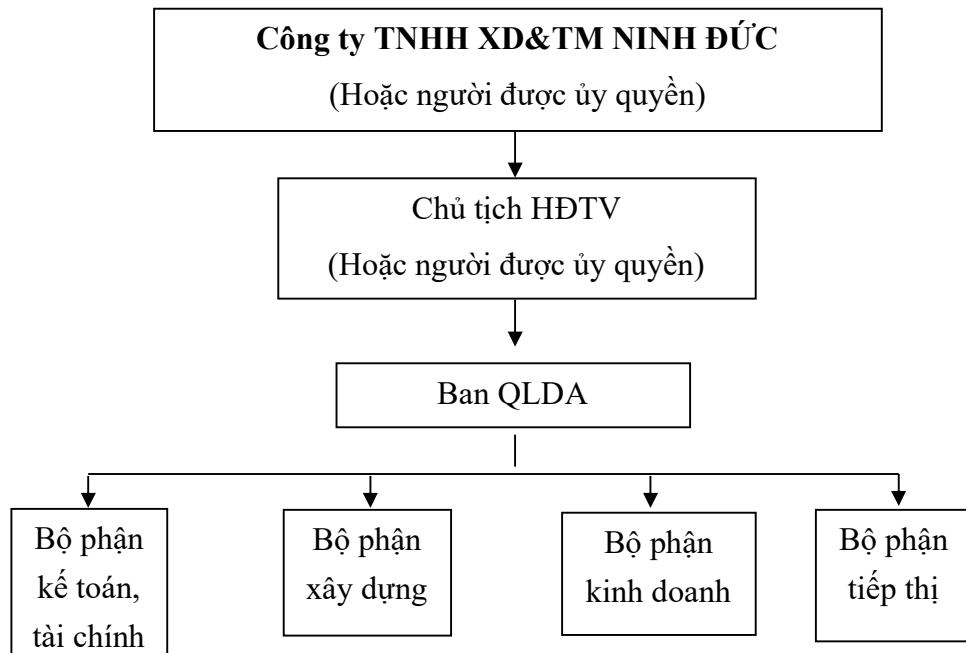 Công ty TNHH XD&TM NINH ĐỨC
(Hoặc người được ủy quyền)
Chủ tịch HĐTV
(Hoặc người được ủy quyền)
Ban QLDA
Bộ phận
kế toán,
tài chính
Bộ phận
xây dựng
Bộ phận
kinh doanh
Bộ phận
tiếp thị